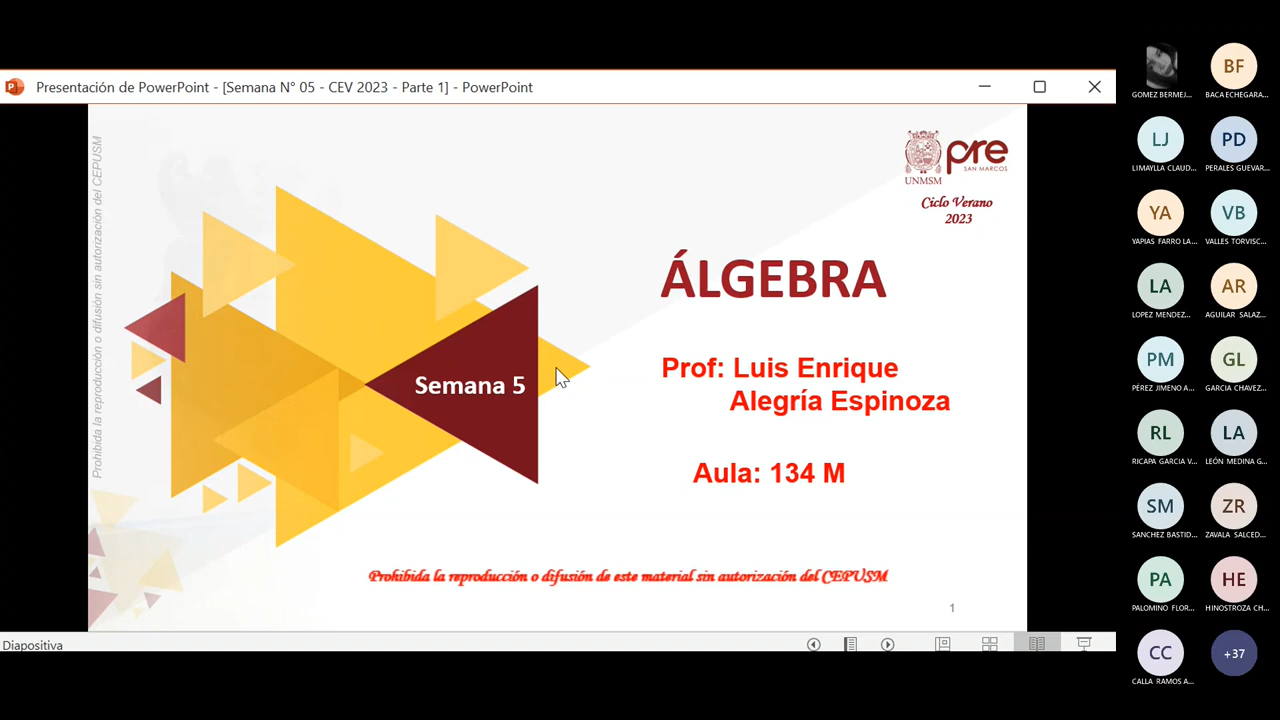 Presentación de PowerPoint - [Semana N° 05 - CEV 2023 - Parte 1] - PowerPoint
Prohibida la reproducción o difusión sin autorización del CEPUSM
UNMSM
pre
SAN MARCOS
Ciclo Verano
2023
ÁLGEBRA
Prof: Luis Enrique
Alegría Espinoza
Semana 5
Aula: 134 M
Prohibida la reproducción o difusión de este material sin autorización del CEPUSM
1
Diapositiva
GOMEZ BERMEJ...
BF
BACA ECHEGARA...
LJ
LIMAYLLA CLAUD...
PD
PERALES GUEVAR...
YA
YAPIAS FARRO LA...
VB
VALLES TORVISC...
LA
LOPEZ MENDEZ...
AR
AGUILAR SALAZ...
PM
PÉREZ JIMENO A...
GL
GARCIA CHAVEZ...
RL
RICAPA GARCIA V...
LA
LEÓN MEDINA G...
SM
SANCHEZ BASTID...
ZR
ZAVALA SALCED...
PA
PALOMINO FLOR...
HE
HINOSTROZA CH...
CC
CALLA RAMOS A...
+37